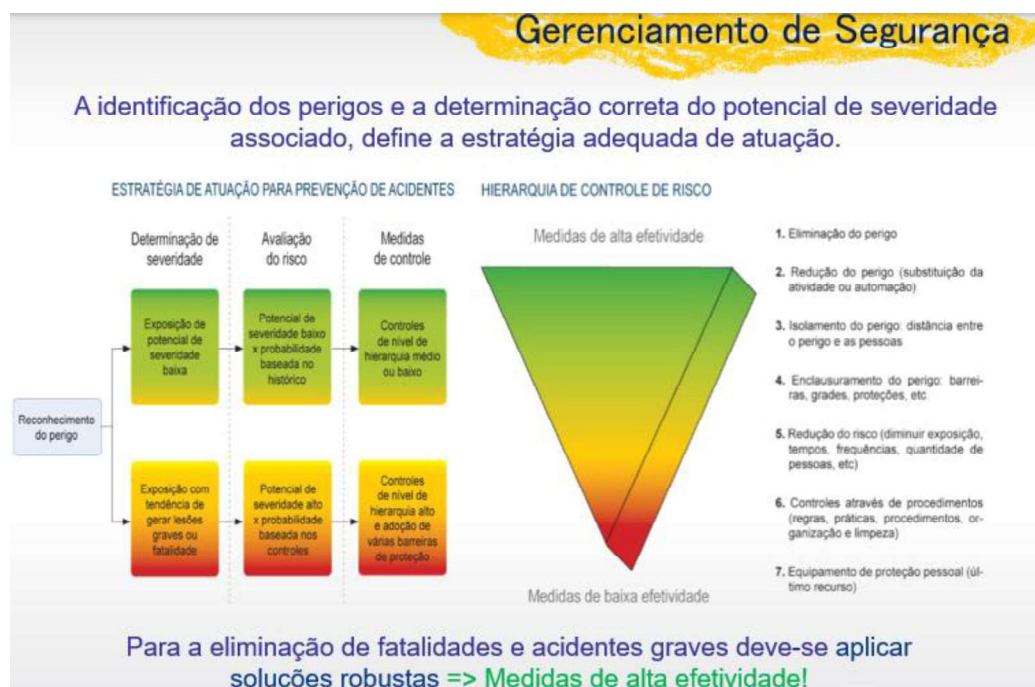 Gerenciamento de Segurança
A identificação dos perigos e a determinação correta do potencial de severidade
associado, define a estratégia adequada de atuação.
ESTRATÉGIA DE ATUAÇÃO PARA PREVENÇÃO DE ACIDENTES
Determinação de
severidade
Avaliação
do risco
Medidas
de controle
Reconhecimento
do perigo
Exposição de
potencial de
severidade
baixa
Potencial de
severidade baixo
x probabilidade
baseada no
histórico
Controles
de nível de
hierarquia médio
ou baixo
Exposição com
tendência de
gerar lesões
graves ou
fatalidade
Potencial de
severidade alto
x probabilidade
baseada nos
controles
Controles
de nível de
hierarquia alto
e adoção de
várias barreiras
de proteção
HIERARQUIA DE CONTROLE DE RISCO
Medidas de alta efetividade
Medidas de baixa efetividade
1. Eliminação do perigo
2. Redução do perigo (substituição da
atividade ou automação)
3. Isolamento do perigo: distância entre
o perigo e as pessoas
4. Enclausuramento do perigo: barrei-
ras, grades, proteções, etc
5. Redução do risco (diminuir exposição,
tempos, frequências, quantidade de
pessoas, etc)
6. Controles através de procedimentos
(regras, práticas, procedimentos, or-
ganização e limpeza)
7. Equipamento de proteção pessoal (úl-
timo recurso)
Para a eliminação de fatalidades e acidentes graves deve-se aplicar
soluções robustas => Medidas de alta efetividade!